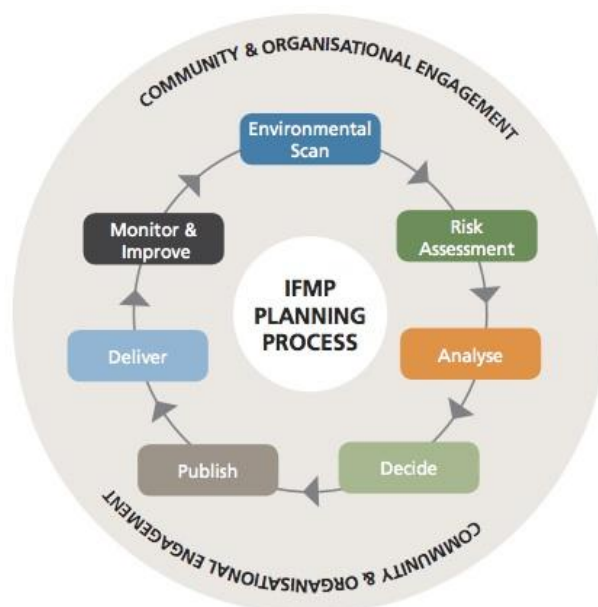 COMMUNITY & ORGANISATIONAL ENGAGEMENT
Environmental
Scan
Risk
Assessment
Analyse
Decide
Publish
Deliver
Monitor &
Improve
IFMP
PLANNING
PROCESS
COMMUNITY & ORGANISATIONAL ENGAGEMENT